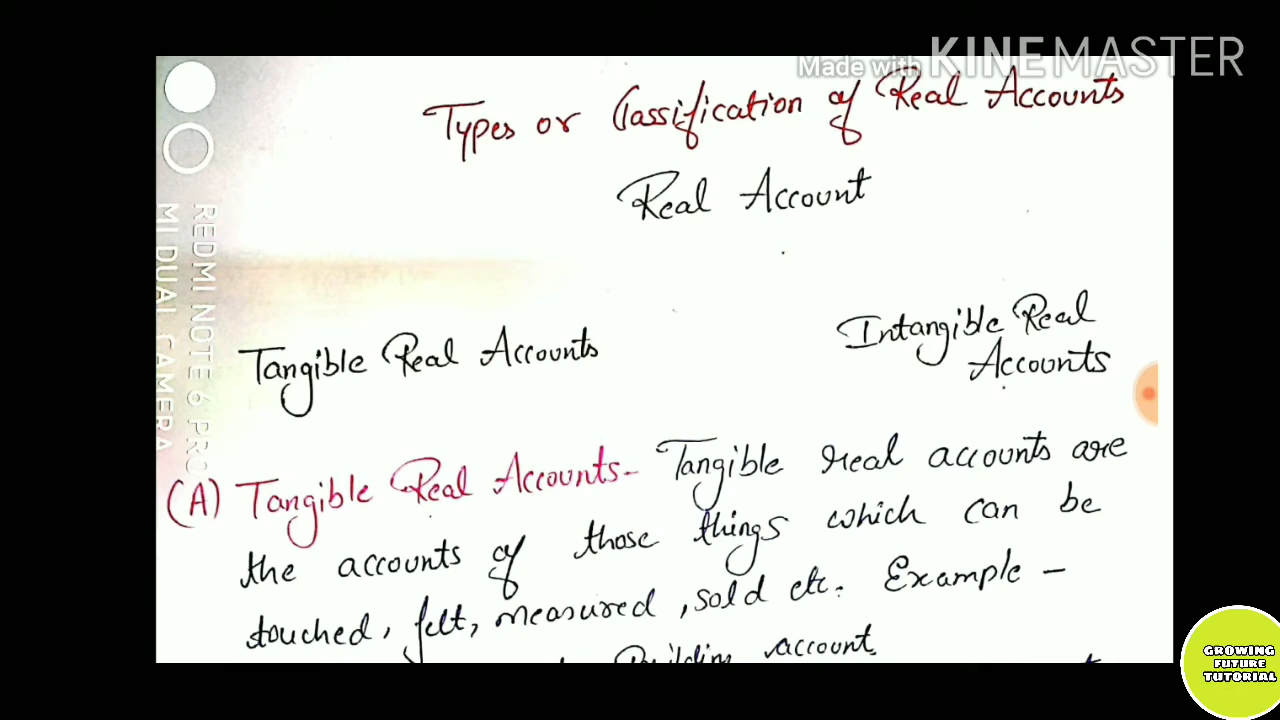 Made with KINEMASTER
Types or Classification of Real Accounts
Real Account
Tangible Real Accounts
Intangible Real
Accounts
(A) Tangible Real Accounts- Tangible real accounts are
the accounts of those things which can be
touched, felt, measured, sold etc. Example -
Building account
REDMI NOTE 6 PRO
MI DUAL CAMERA
GROWING
FUTURE
TUTORIAL